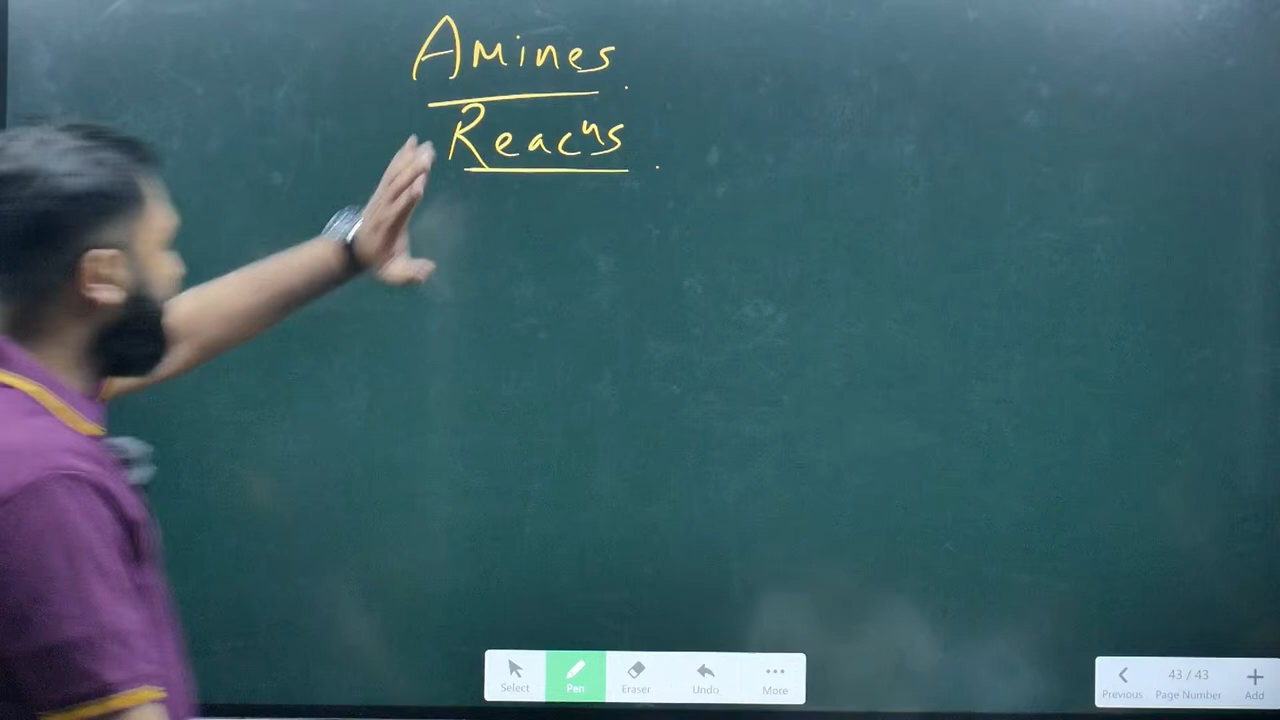 Amines.
Reacns.
Select Pen Eraser Undo More
Previous 43 / 43 Page Number Add